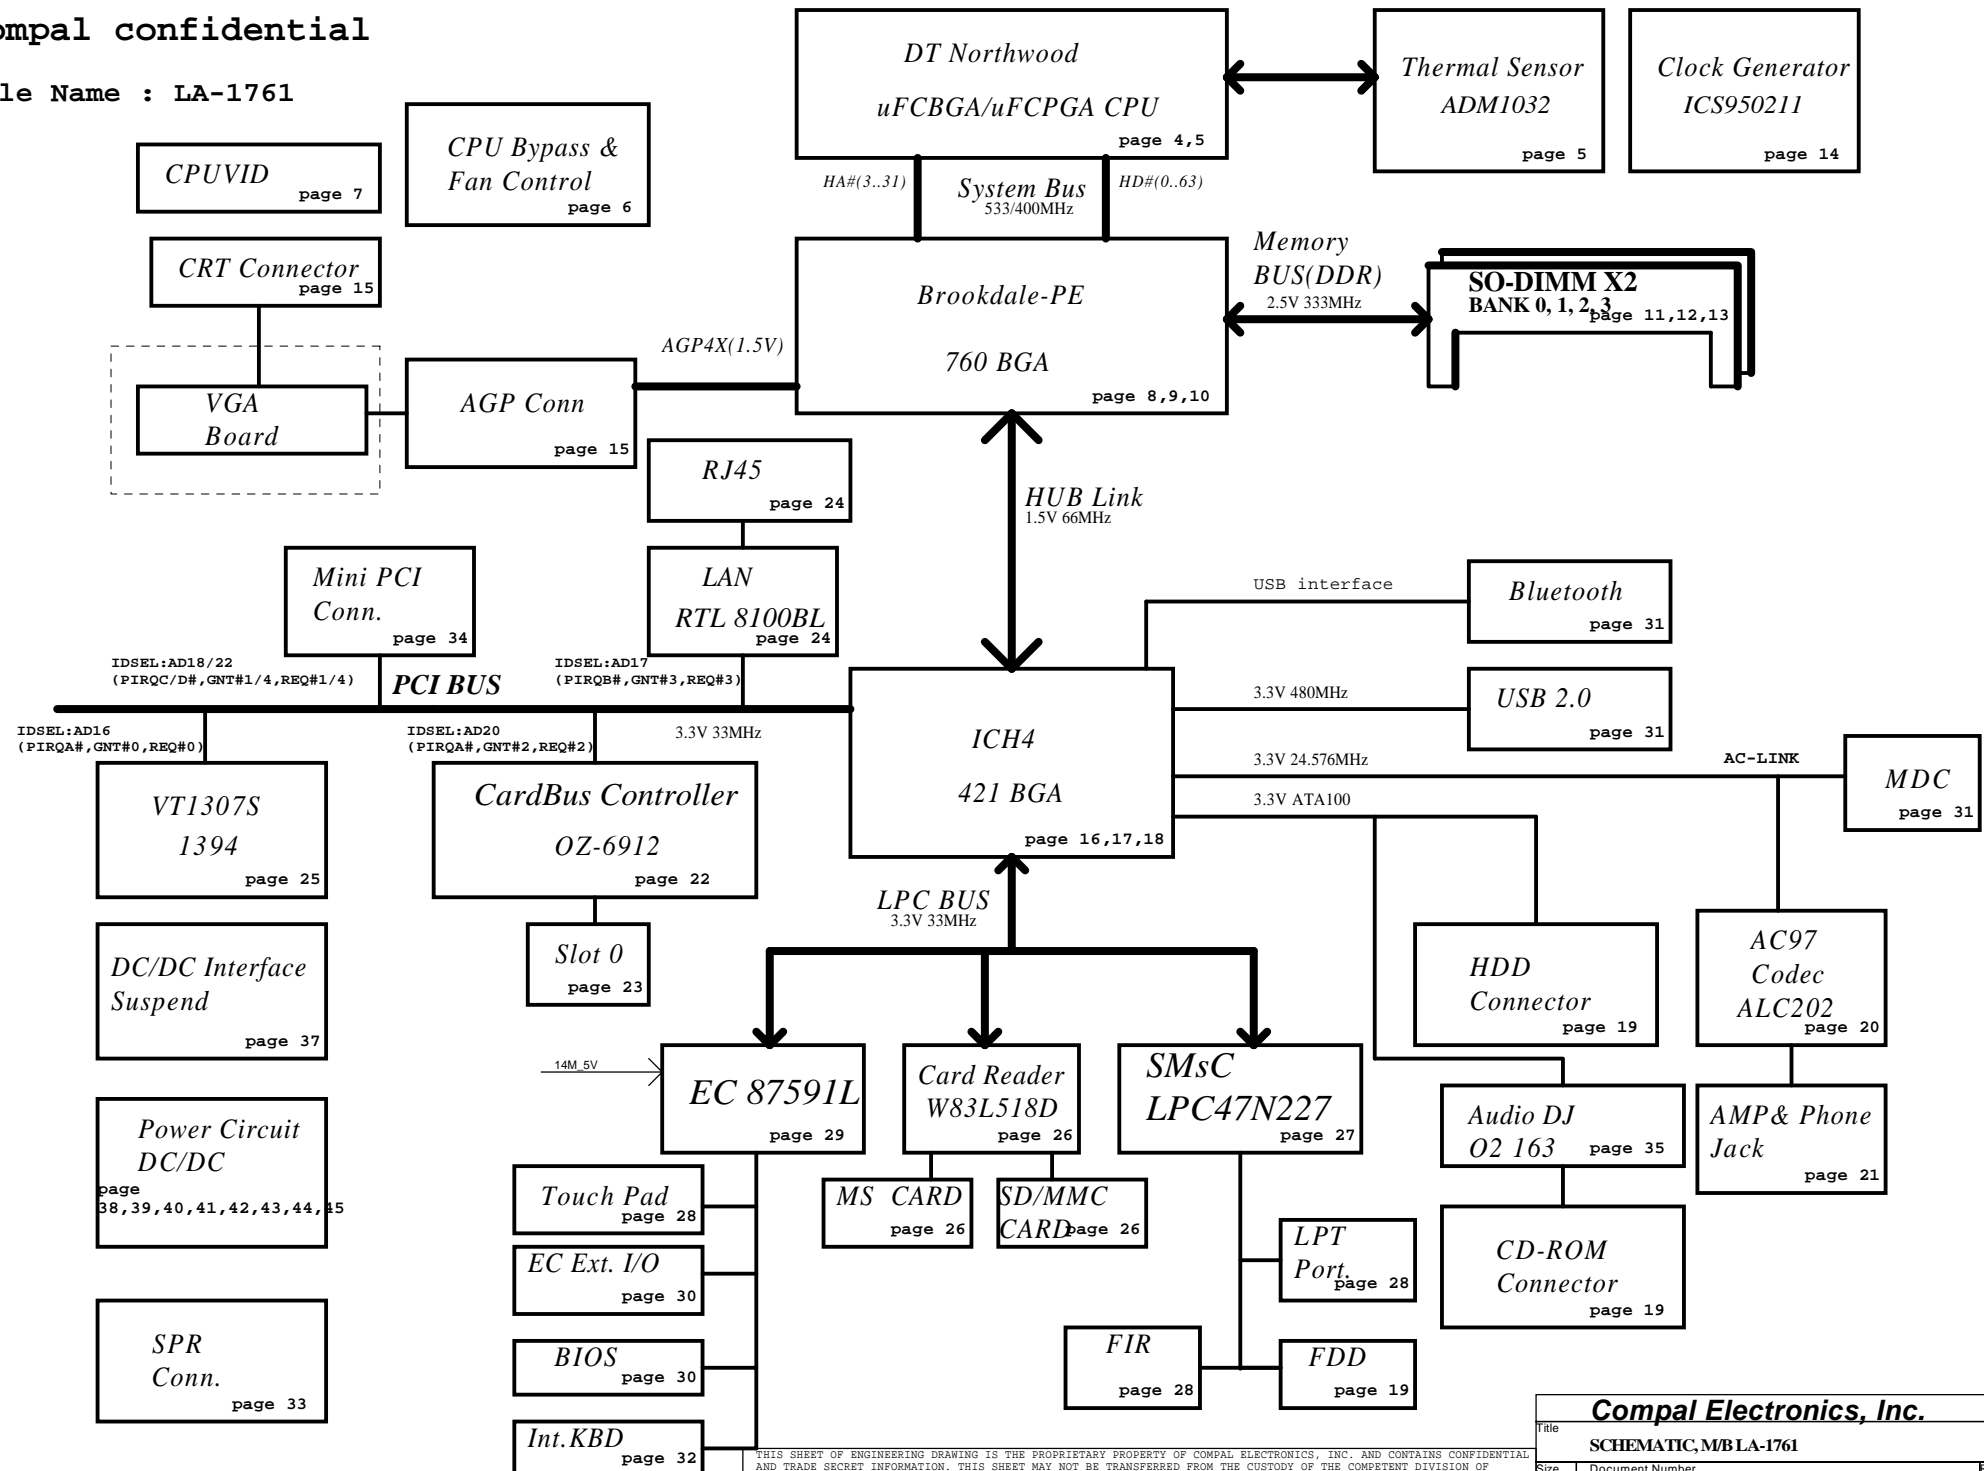 ompal confidential
le Name : LA-1761
DT Northwood
uFCBGA/uFCPGA CPU
page 4,5
Thermal Sensor
ADM1032
page 5
Clock Generator
ICS950211
page 14
CPUVID
page 7
CPU Bypass &
Fan Control
page 6
HA#(3..31)
System Bus
533/400MHz
HD#(0..63)
CRT Connector
page 15
Brookdale-PE
760 BGA
page 8,9,10
Memory
BUS(DDR)
2.5V 333MHz
SO-DIMM X2
BANK 0, 1, 2, 3
page 11,12,13
AGP4X(1.5V)
VGA
Board
AGP Conn
page 15
RJ45
page 24
HUB Link
1.5V 66MHz
Mini PCI
Conn.
page 34
LAN
RTL 8100BL
page 24
USB interface
Bluetooth
page 31
IDSEL:AD18/22
(PIRQC/D#,GNT#1/4,REQ#1/4)
PCI BUS
IDSEL:AD17
(PIRQB#,GNT#3,REQ#3)
IDSEL:AD16
(PIRQA#,GNT#0,REQ#0)
IDSEL:AD20
(PIRQA#,GNT#2,REQ#2)
3.3V 33MHz
ICH4
421 BGA
page 16,17,18
3.3V 480MHz
USB 2.0
page 31
3.3V 24.576MHz
AC-LINK
MDC
page 31
3.3V ATA100
VT1307S
1394
page 25
CardBus Controller
OZ-6912
page 22
LPC BUS
3.3V 33MHz
Slot 0
page 23
DC/DC Interface
Suspend
page 37
HDD
Connector
page 19
AC97
Codec
ALC202
page 20
14M_5V
EC 87591L
page 29
Card Reader
W83L518D
page 26
SMsC
LPC47N227
page 27
Audio DJ
O2 163
page 35
AMP& Phone
Jack
page 21
Power Circuit
DC/DC
page
38,39,40,41,42,43,44,45
Touch Pad
page 28
MS CARD
page 26
SD/MMC
CARD
page 26
EC Ext. I/O
page 30
LPT
Port.
page 28
CD-ROM
Connector
page 19
SPR
Conn.
page 33
BIOS
page 30
FIR
page 28
FDD
page 19
Int.KBD
page 32
THIS SHEET OF ENGINEERING DRAWING IS THE PROPRIETARY PROPERTY OF COMPAL ELECTRONICS, INC. AND CONTAINS CONFIDENTIAL
AND TRADE SECRET INFORMATION. THIS SHEET MAY NOT BE TRANSFERRED FROM THE CUSTODY OF THE COMPETENT DIVISION OF
Compal Electronics, Inc.
Title
SCHEMATIC, M/B LA-1761
Size
Document Number